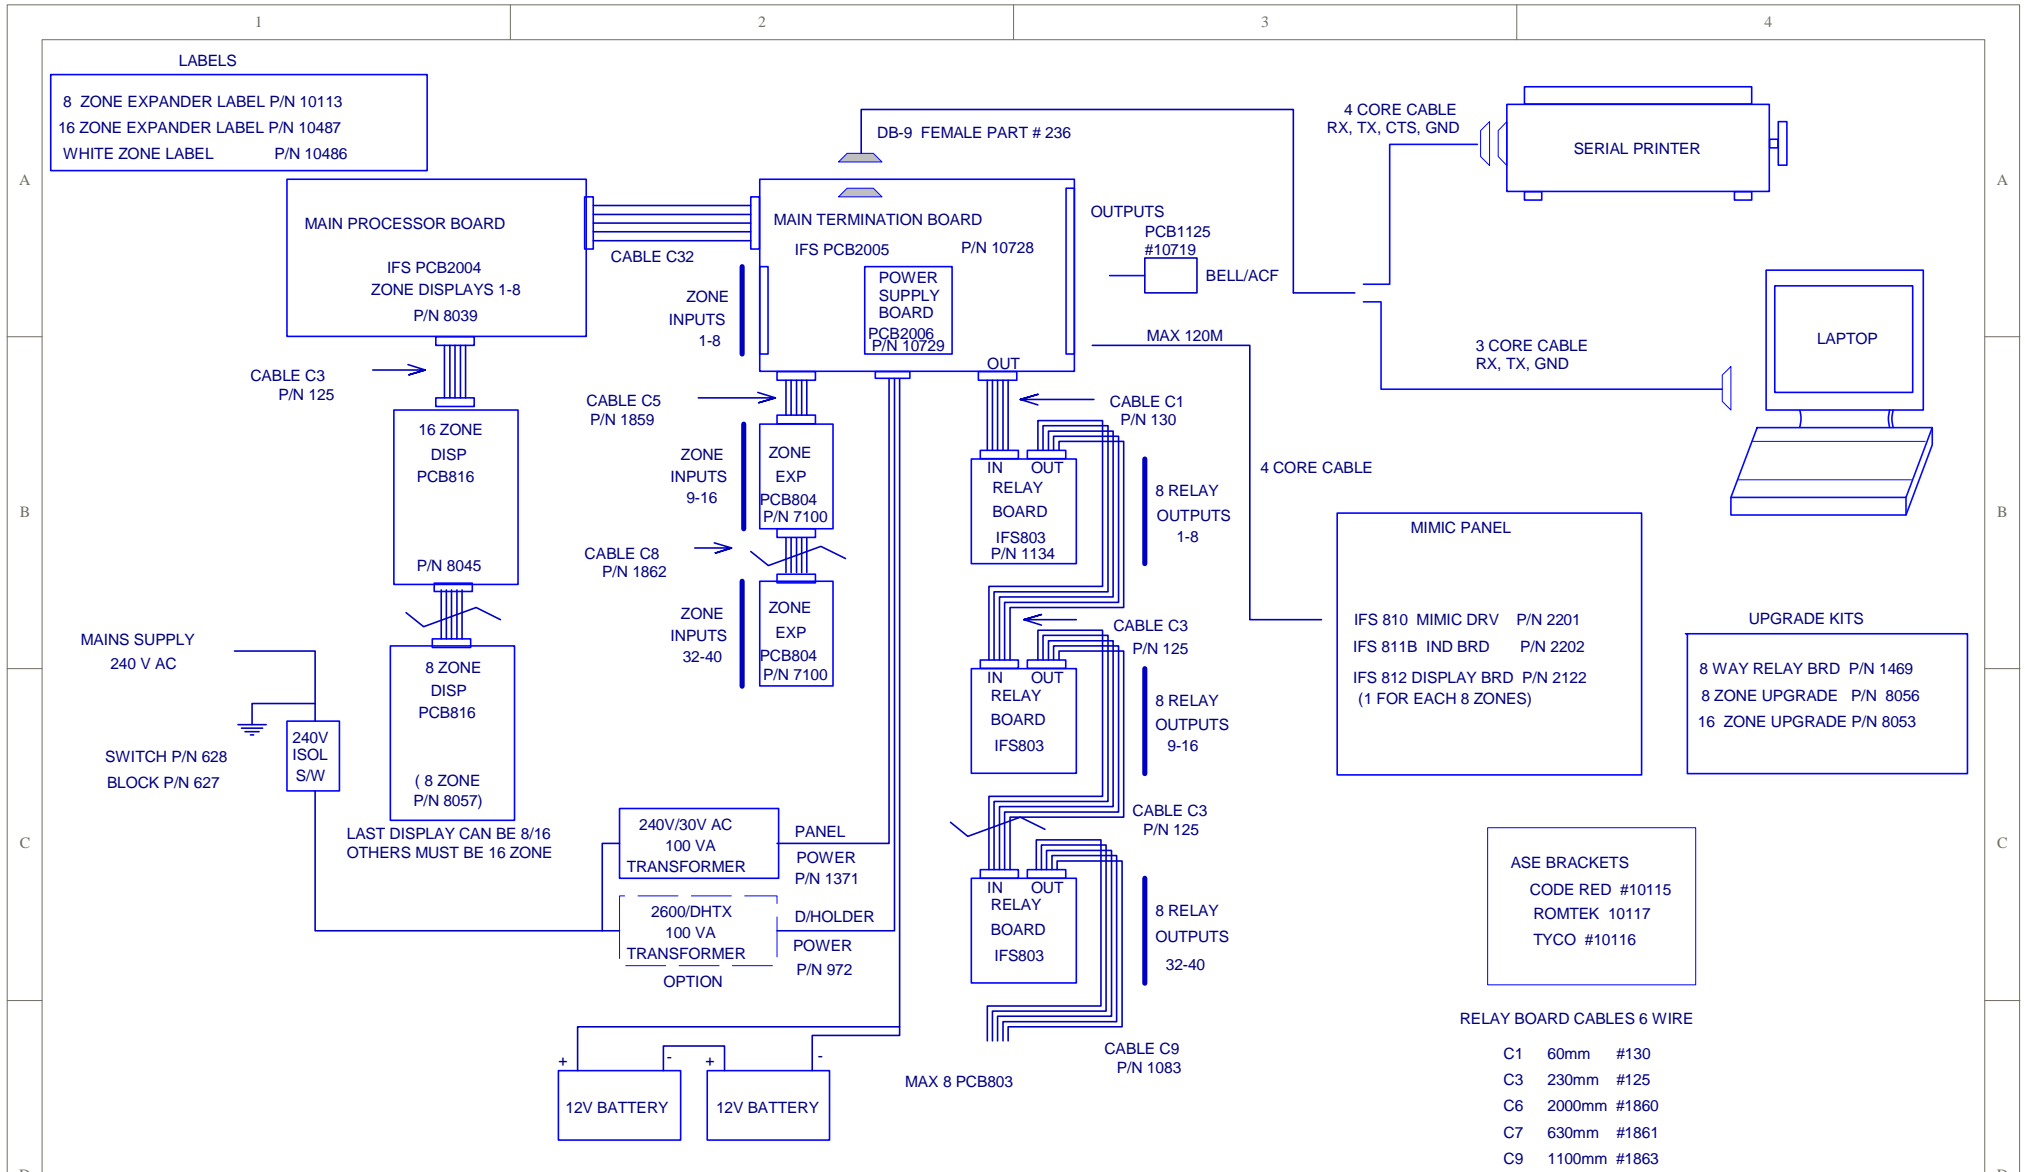 1
2
3
4
A
A
B
B
C
C
LABELS
8 ZONE EXPANDER LABEL P/N 10113
16 ZONE EXPANDER LABEL P/N 10487
WHITE ZONE LABEL P/N 10486
MAIN PROCESSOR BOARD
IFS PCB2004
ZONE DISPLAYS 1-8
P/N 8039
CABLE C32
DB-9 FEMALE PART # 236
MAIN TERMINATION BOARD
IFS PCB2005 P/N 10728
POWER
SUPPLY
BOARD
PCB2006
P/N 10729
OUT
ZONE
INPUTS
1-8
OUTPUTS
PCB1125
#10719
BELL/ACF
4 CORE CABLE
RX, TX, CTS, GND
SERIAL PRINTER
3 CORE CABLE
RX, TX, GND
LAPTOP
MAX 120M
4 CORE CABLE
CABLE C3
P/N 125
16 ZONE
DISP
PCB816
P/N 8045
8 ZONE
DISP
PCB816
( 8 ZONE
P/N 8057)
LAST DISPLAY CAN BE 8/16
OTHERS MUST BE 16 ZONE
MAINS SUPPLY
240 V AC
240V
ISOL
S/W
SWITCH P/N 628
BLOCK P/N 627
CABLE C5
P/N 1859
ZONE
INPUTS
9-16
ZONE
EXP
PCB804
P/N 7100
CABLE C8
P/N 1862
ZONE
INPUTS
32-40
ZONE
EXP
PCB804
P/N 7100
CABLE C1
P/N 130
IN OUT
RELAY
BOARD
IFS803
P/N 1134
8 RELAY
OUTPUTS
1-8
CABLE C3
P/N 125
IN OUT
RELAY
BOARD
IFS803
8 RELAY
OUTPUTS
9-16
CABLE C3
P/N 125
IN OUT
RELAY
BOARD
IFS803
8 RELAY
OUTPUTS
32-40
CABLE C9
P/N 1083
MAX 8 PCB803
240V/30V AC
100 VA
TRANSFORMER
PANEL
POWER
P/N 1371
2600/DHTX
100 VA
TRANSFORMER
OPTION
D/HOLDER
POWER
P/N 972
+ - + -
12V BATTERY
12V BATTERY
MIMIC PANEL
IFS 810 MIMIC DRV P/N 2201
IFS 811B IND BRD P/N 2202
IFS 812 DISPLAY BRD P/N 2122
(1 FOR EACH 8 ZONES)
UPGRADE KITS
8 WAY RELAY BRD P/N 1469
8 ZONE UPGRADE P/N 8056
16 ZONE UPGRADE P/N 8053
ASE BRACKETS
CODE RED #10115
ROMTEK 10117
TYCO #10116
RELAY BOARD CABLES 6 WIRE
C1 60mm #130
C3 230mm #125
C6 2000mm #1860
C7 630mm #1861
C9 1100mm #1863